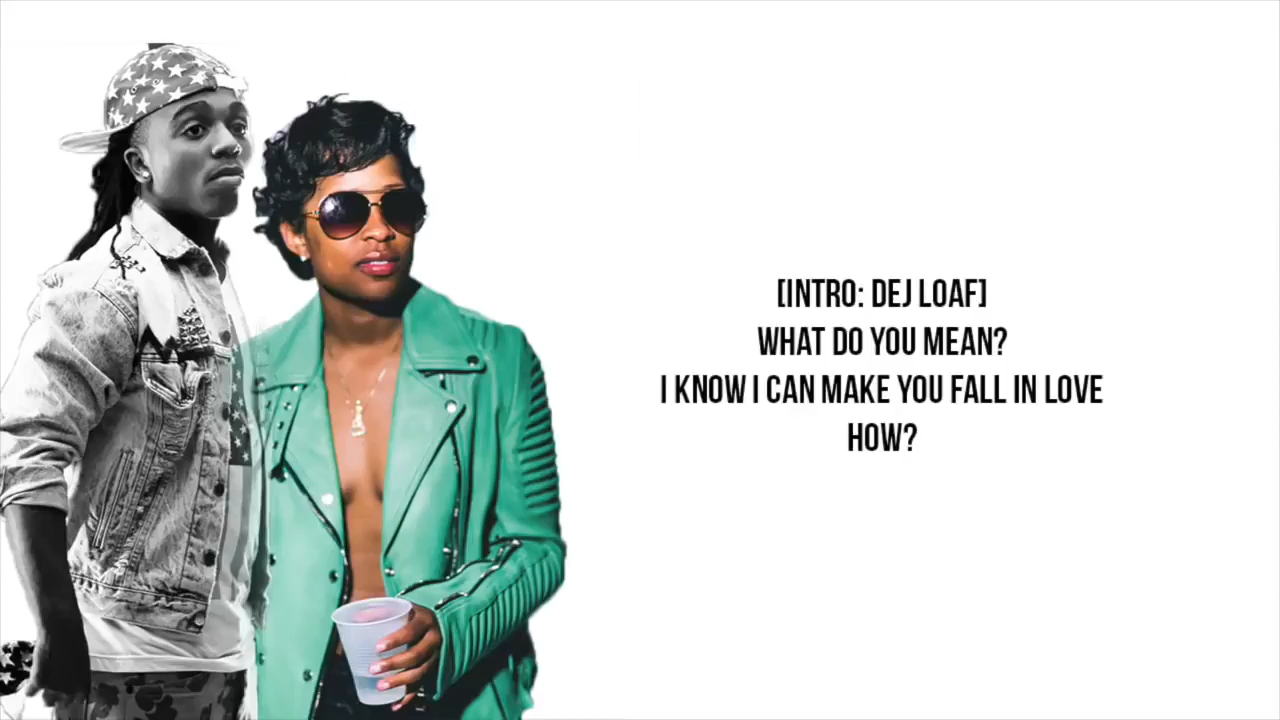 [INTRO: DEJ LOAF]
WHAT DO YOU MEAN?
I KNOW I CAN MAKE YOU FALL IN LOVE
HOW?